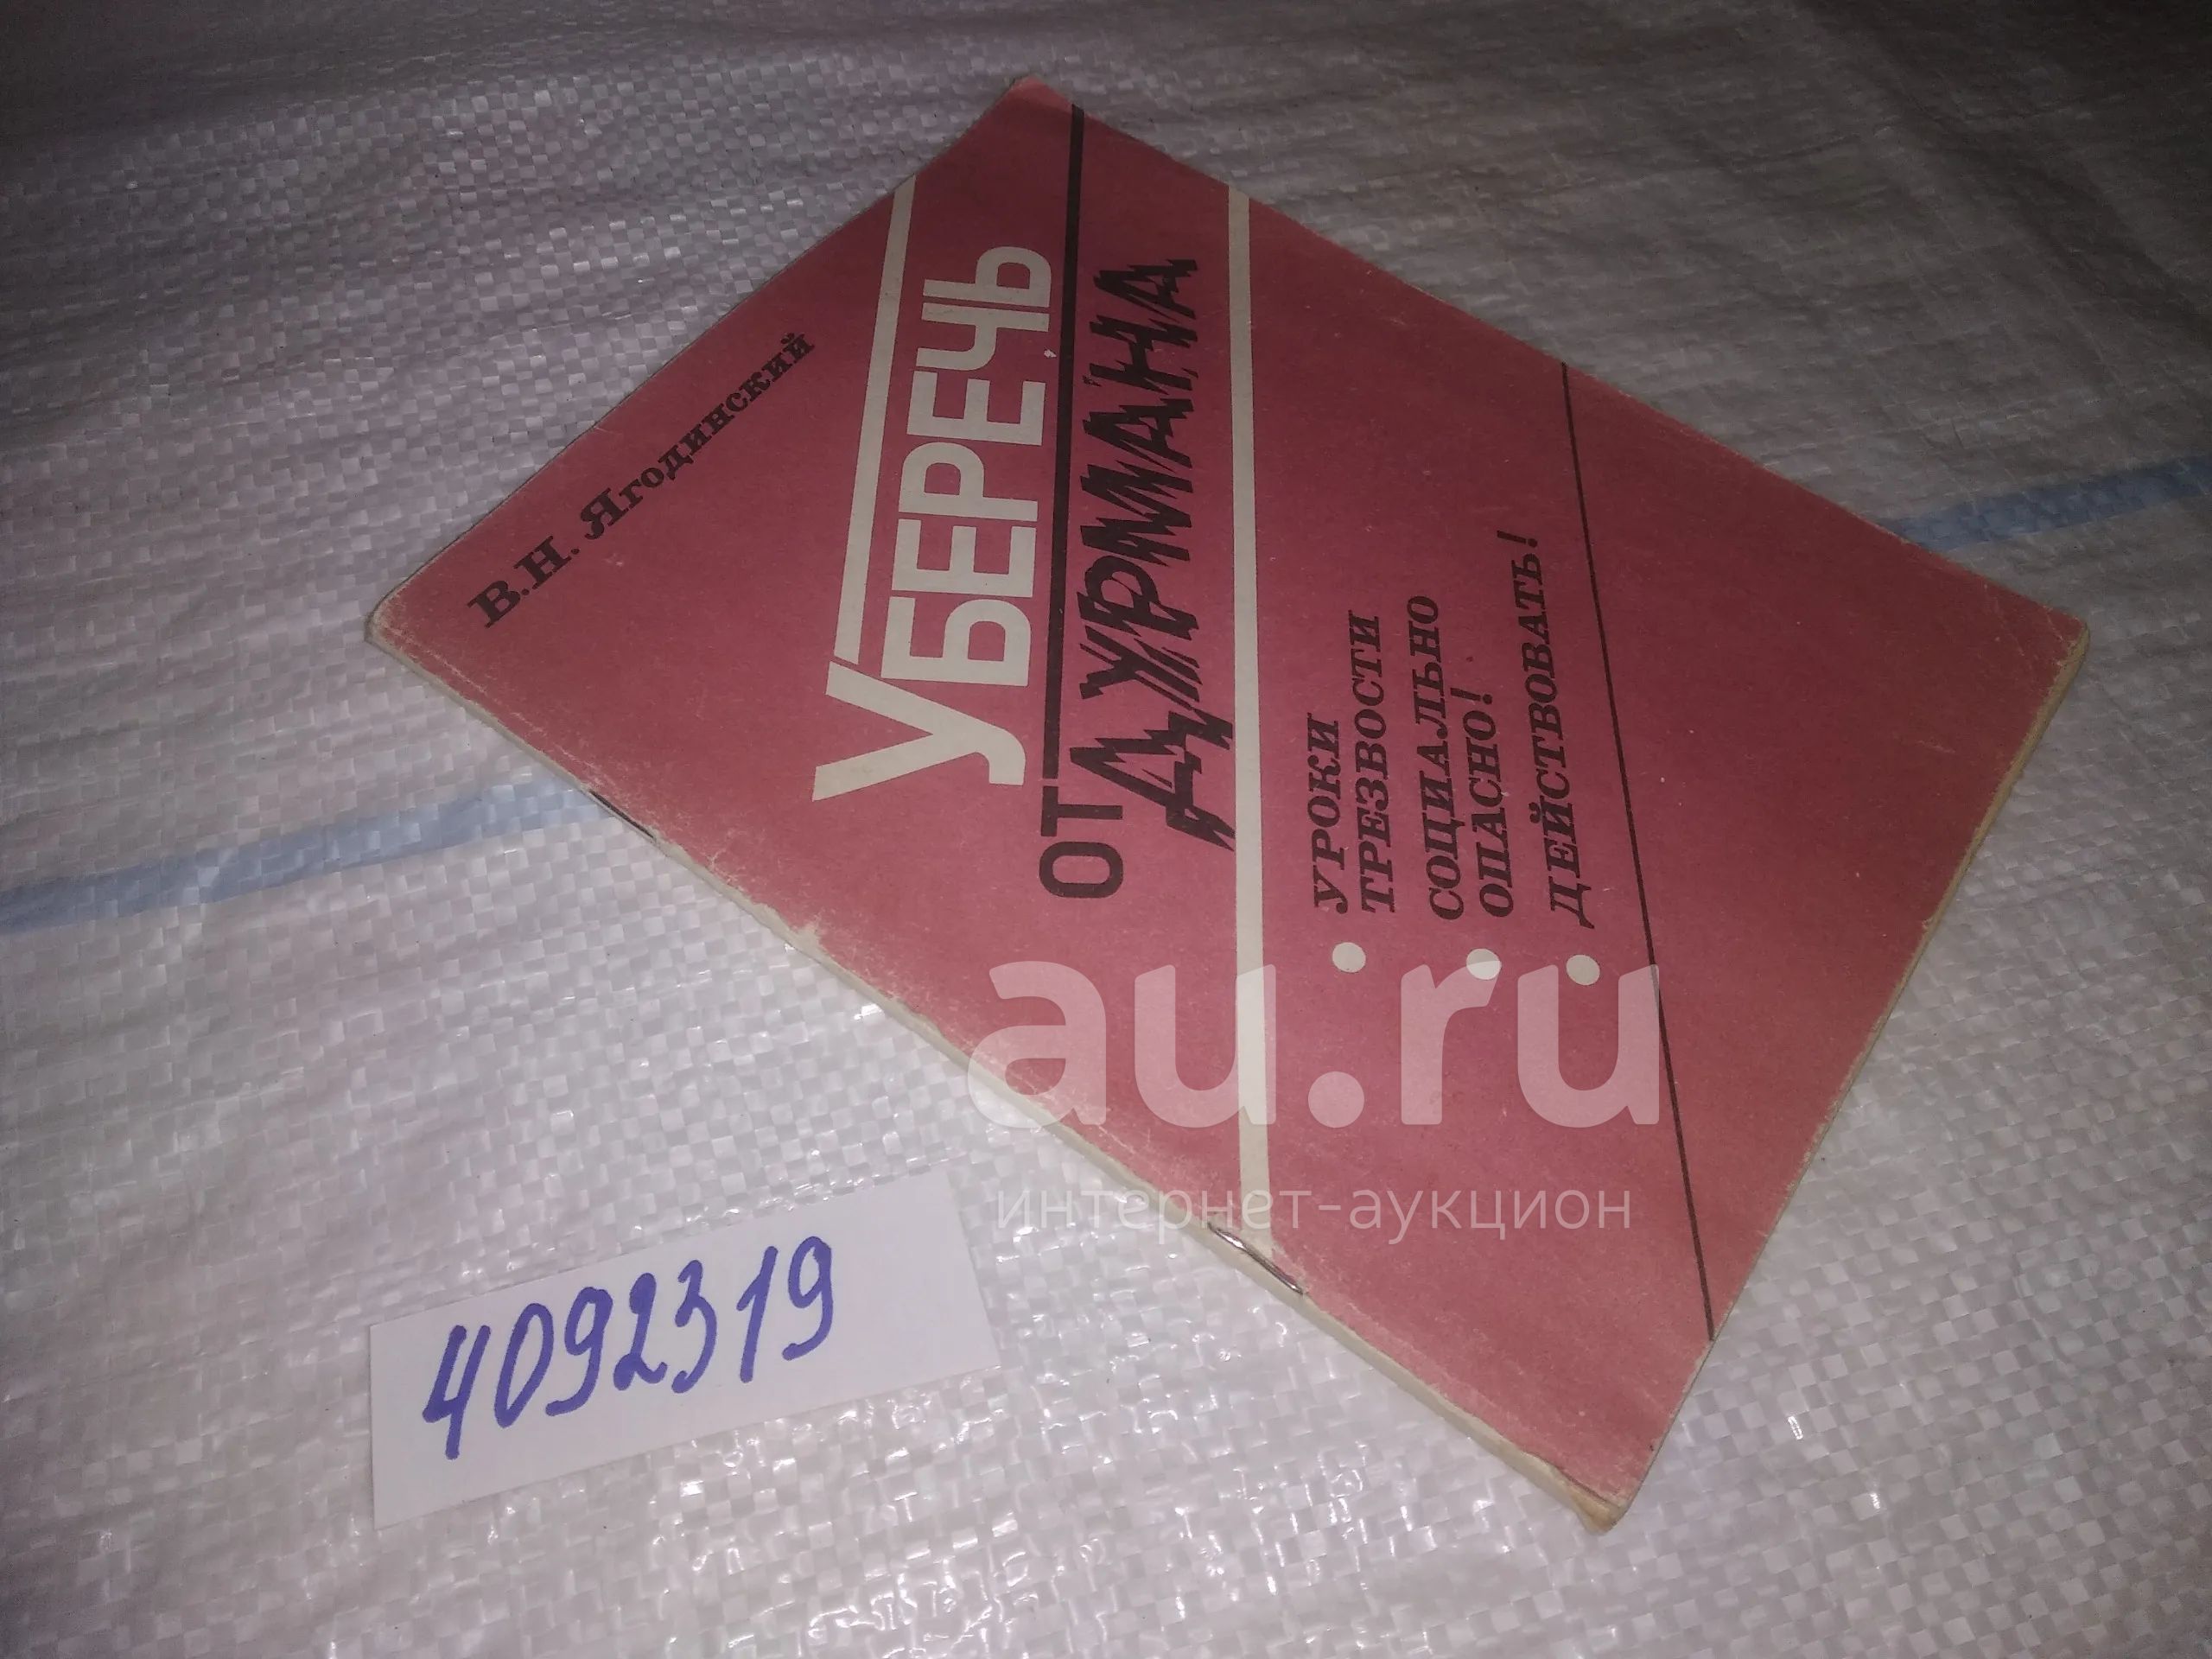 В.Н. Ягодинский
УБЕРЕЧЬ
ОТ ДУРМАНА
УРОКИ
ТРЕЗВОСТИ
СОЦИАЛЬНО
ОПАСНО!
ДЕЙСТВОВАТЬ!
au.ru
интернет-аукцион
4092319